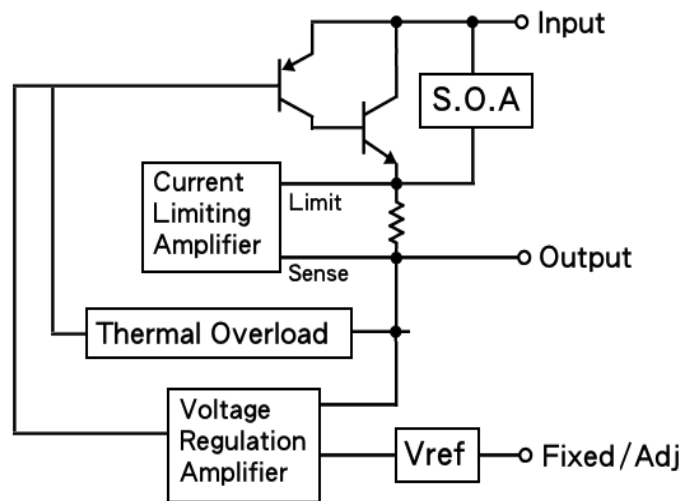 Input
S.O.A
Current
Limiting
Amplifier
Limit
Sense
Output
Thermal Overload
Voltage
Regulation
Amplifier
Vref
Fixed/Adj